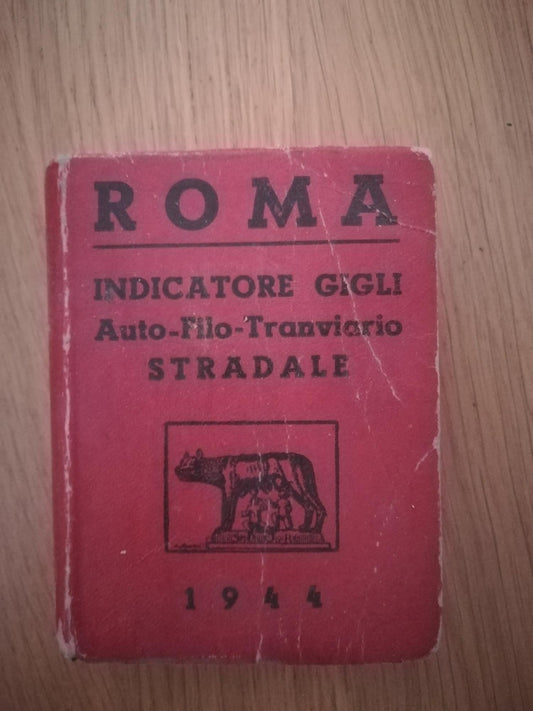 ROMA
INDICATORE GIGLI
Auto-Filo-Tranviario
STRADALE
1944